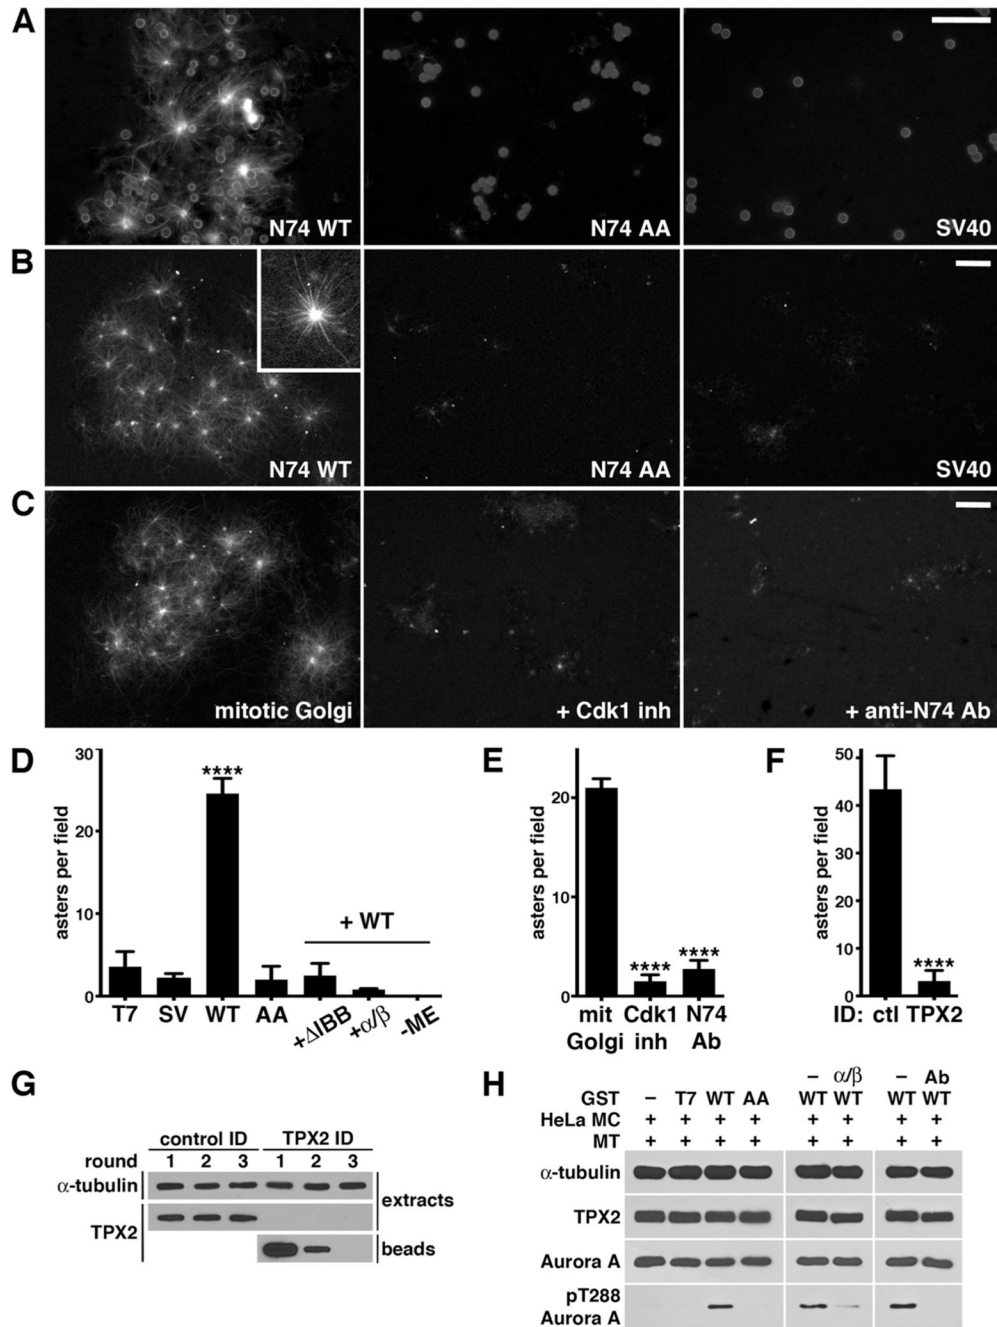 A
N74 WT
N74 AA
SV40
B
N74 WT
N74 AA
SV40
C
mitotic Golgi
+ Cdk1 inh
+ anti-N74 Ab
D
asters per field
30
20
10
0
****
+ WT
T7 SV WT AA +ΔIBB +α/β -ME
E
asters per field
20
10
0
**** ****
mit Cdk1 N74
Golgi inh Ab
F
asters per field
50
40
30
20
10
0
****
ID: ctl TPX2
G
control ID TPX2 ID
round 1 2 3 1 2 3
α-tubulin
extracts
TPX2
beads
H
– α/β – Ab
GST – T7 WT AA WT WT WT WT
HeLa MC + + + + + + + +
MT + + + + + + + +
α-tubulin
TPX2
Aurora A
pT288
Aurora A